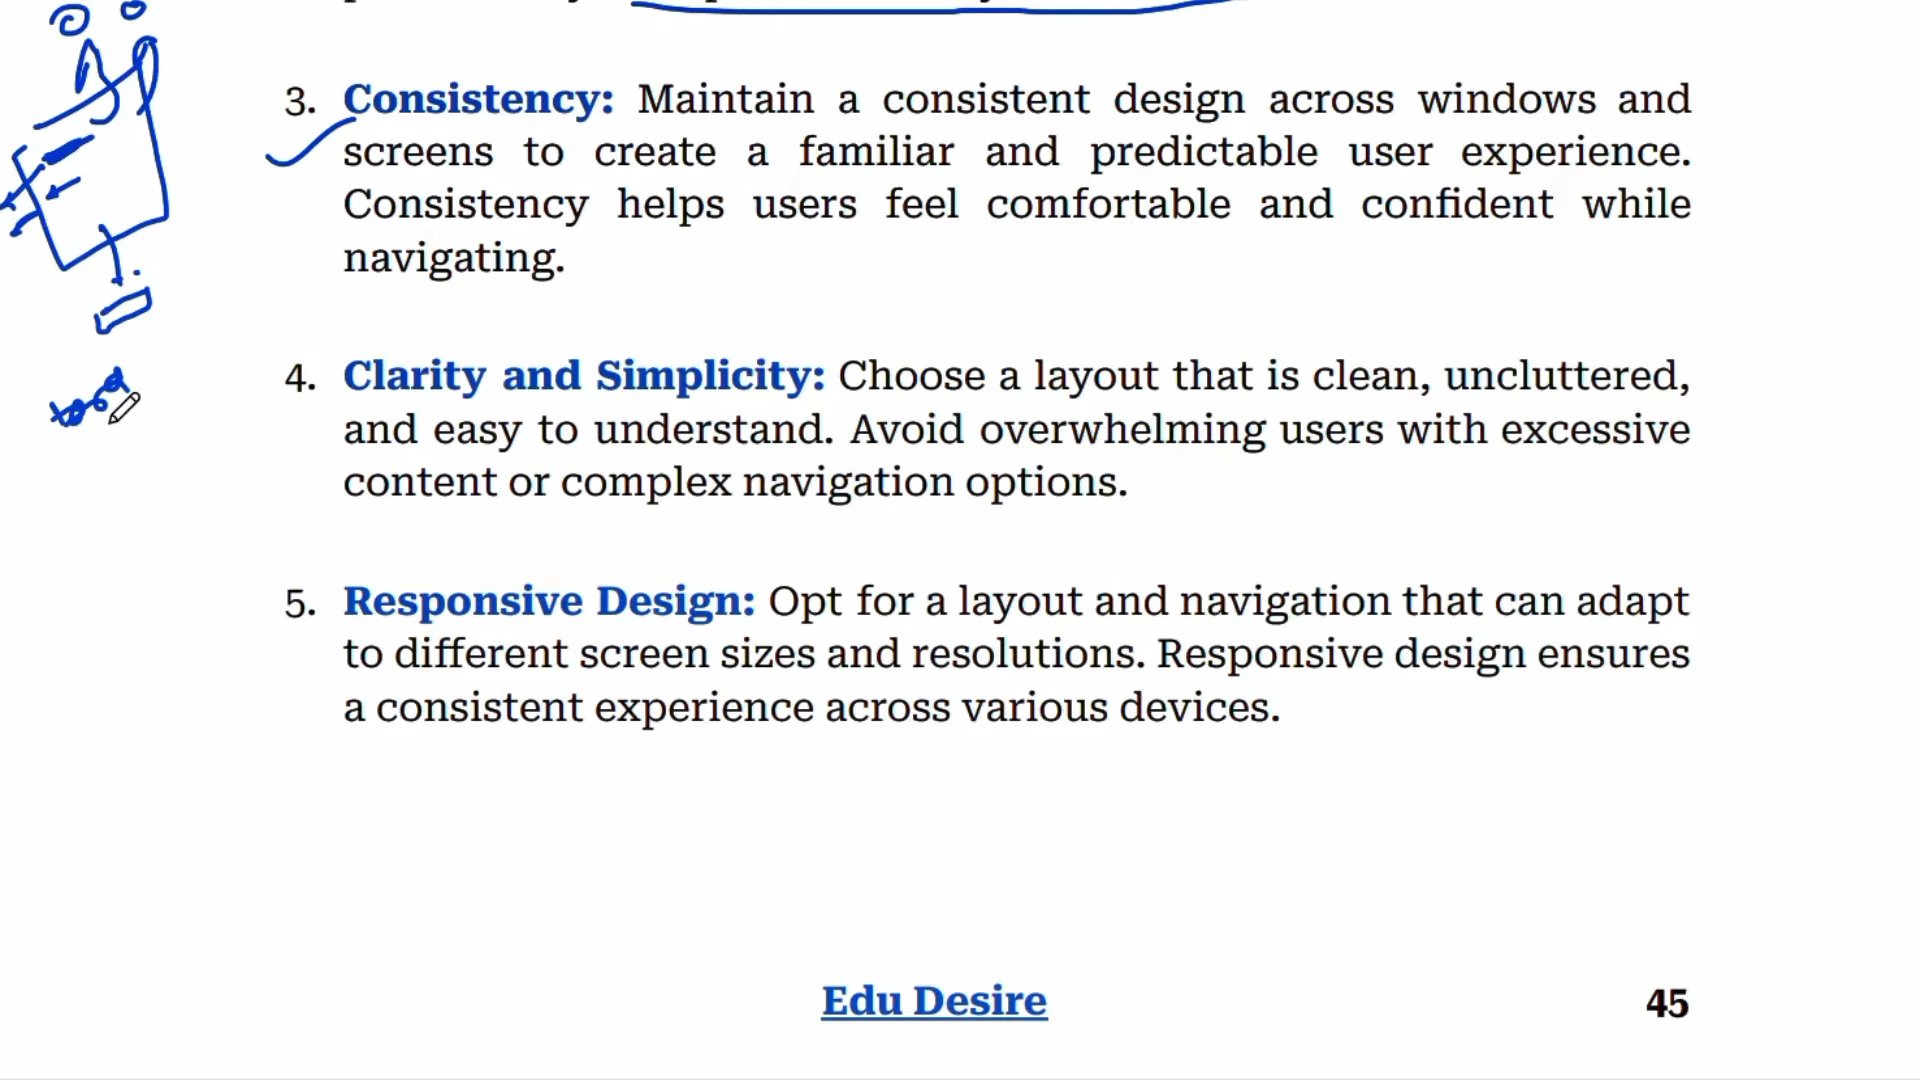 3. Consistency: Maintain a consistent design across windows and
screens to create a familiar and predictable user experience.
Consistency helps users feel comfortable and confident while
navigating.
4. Clarity and Simplicity: Choose a layout that is clean, uncluttered,
and easy to understand. Avoid overwhelming users with excessive
content or complex navigation options.
5. Responsive Design: Opt for a layout and navigation that can adapt
to different screen sizes and resolutions. Responsive design ensures
a consistent experience across various devices.
Edu Desire
45